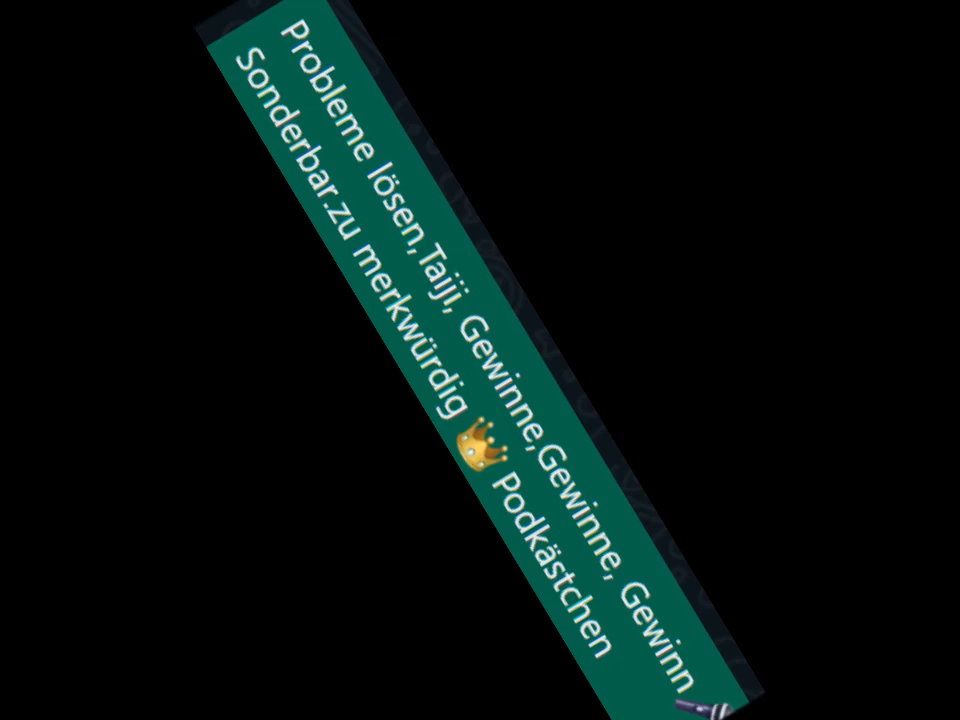 Probleme lösen,Taiji, Gewinne,Gewinne, Gewinn 🎤
Sonderbar.zu merkwürdig 👑 Podkästchen